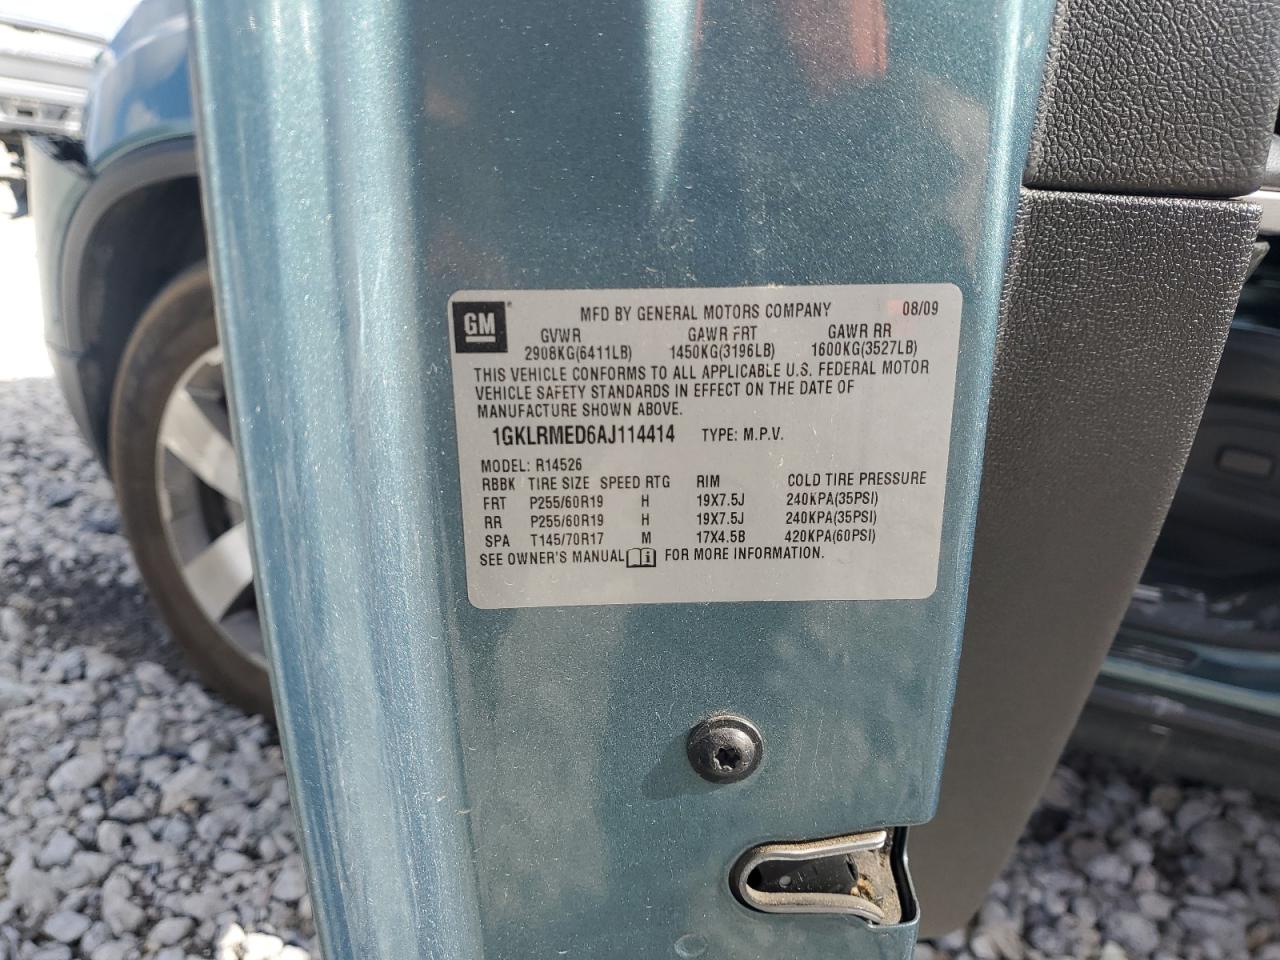 GM MFD BY GENERAL MOTORS COMPANY 08/09
GVWR GAWR FRT GAWR RR
2908KG(6411LB) 1450KG(3196LB) 1600KG(3527LB)
THIS VEHICLE CONFORMS TO ALL APPLICABLE U.S. FEDERAL MOTOR
VEHICLE SAFETY STANDARDS IN EFFECT ON THE DATE OF
MANUFACTURE SHOWN ABOVE.
1GKLRMED6AJ114414 TYPE: M.P.V.
MODEL: R14526
RBBK TIRE SIZE SPEED RTG RIM COLD TIRE PRESSURE
FRT P255/60R19 H 19X7.5J 240KPA(35PSI)
RR P255/60R19 H 19X7.5J 240KPA(35PSI)
SPA T145/70R17 M 17X4.5B 420KPA(60PSI)
SEE OWNER'S MANUAL i FOR MORE INFORMATION.